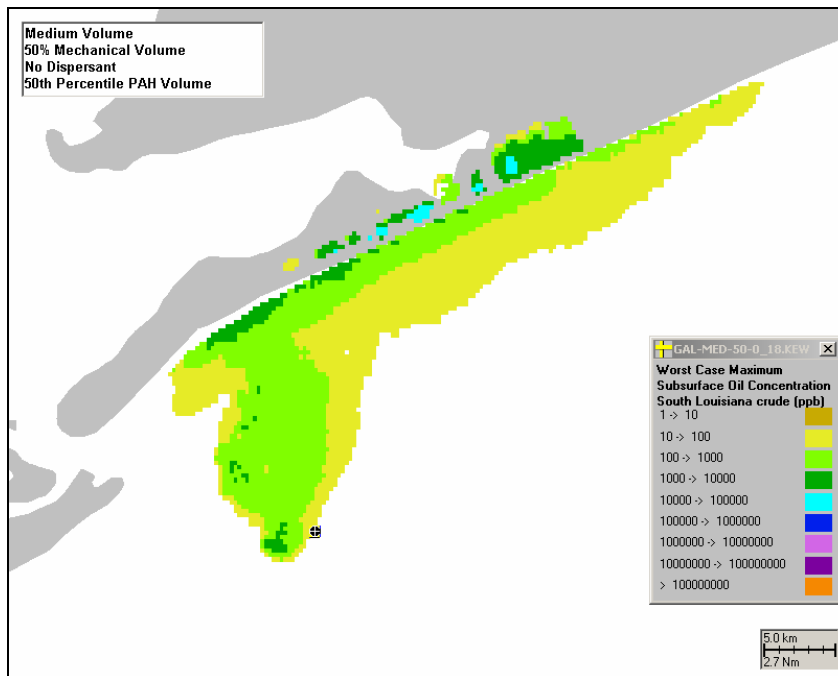 Medium Volume
50% Mechanical Volume
No Dispersant
50th Percentile PAH Volume
GAL-MED-50-0_18.KEW
Worst Case Maximum
Subsurface Oil Concentration
South Louisiana crude (ppb)
1 -> 10
10 -> 100
100 -> 1000
1000 -> 10000
10000 -> 100000
100000 -> 1000000
1000000 -> 10000000
10000000 -> 100000000
> 100000000
5.0 km
2.7 Nm